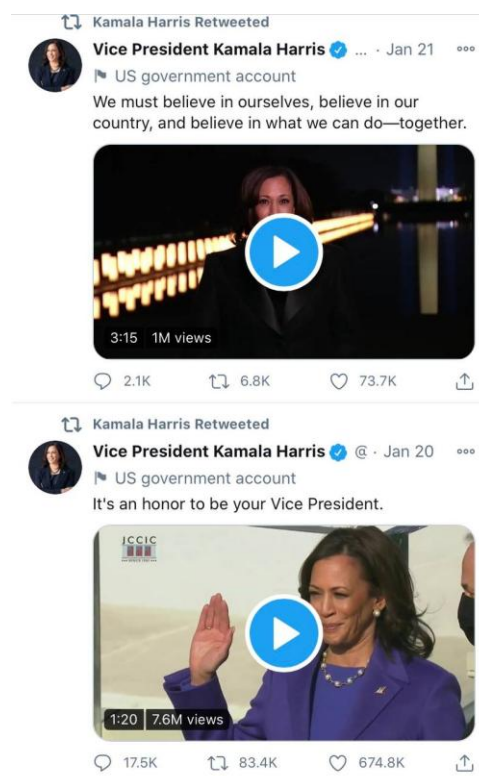 Kamala Harris Retweeted
Vice President Kamala Harris ... · Jan 21
US government account
We must believe in ourselves, believe in our
country, and believe in what we can do—together.
3:15 1M views
2.1K 6.8K 73.7K
Kamala Harris Retweeted
Vice President Kamala Harris @ · Jan 20
US government account
It's an honor to be your Vice President.
JCCIC
1:20 7.6M views
17.5K 83.4K 674.8K